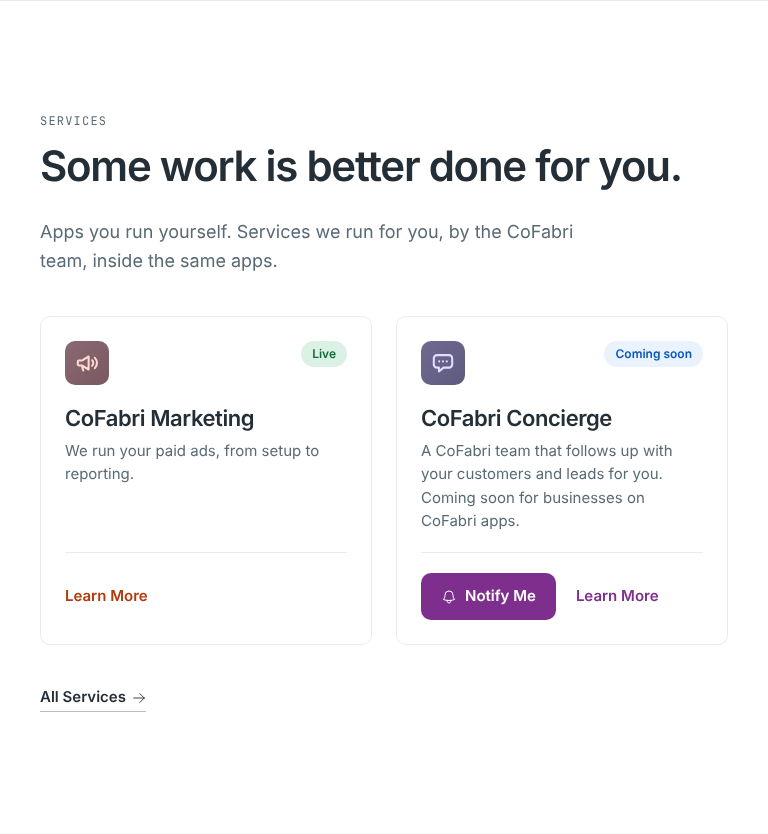 SERVICES
Some work is better done for you.
Apps you run yourself. Services we run for you, by the CoFabri
team, inside the same apps.
Live
CoFabri Marketing
We run your paid ads, from setup to
reporting.
Learn More
Coming soon
CoFabri Concierge
A CoFabri team that follows up with
your customers and leads for you.
Coming soon for businesses on
CoFabri apps.
Notify Me
Learn More
All Services